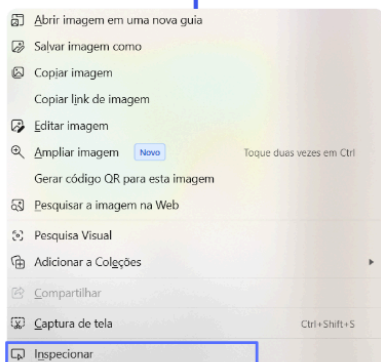 Abrir imagem em uma nova guia
Salvar imagem como
Copiar imagem
Copiar link de imagem
Editar imagem
Ampliar imagem Novo Toque duas vezes em Ctrl
Gerar código QR para esta imagem
Pesquisar a imagem na Web
Pesquisa Visual
Adicionar a Coleções
Compartilhar
Captura de tela Ctrl+Shift+S
Inspecionar